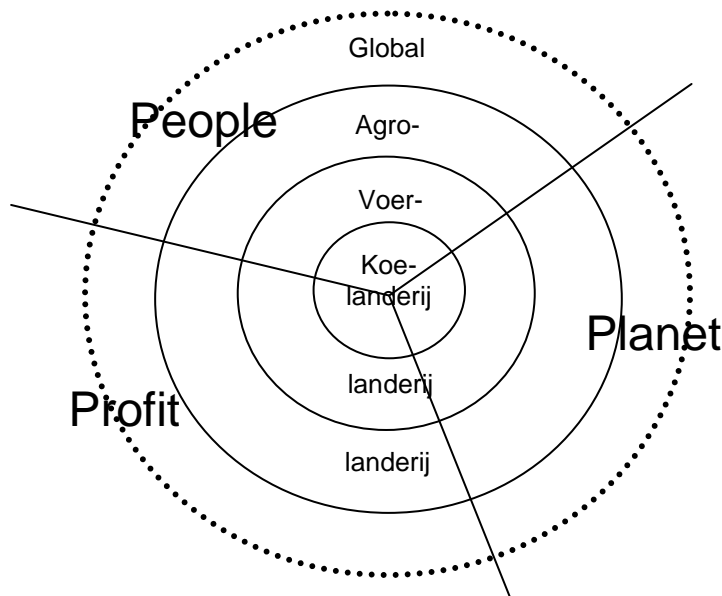 Global
People
Agro-
Voer-
Koe-
landerij
Planet
landerij
Profit
landerij